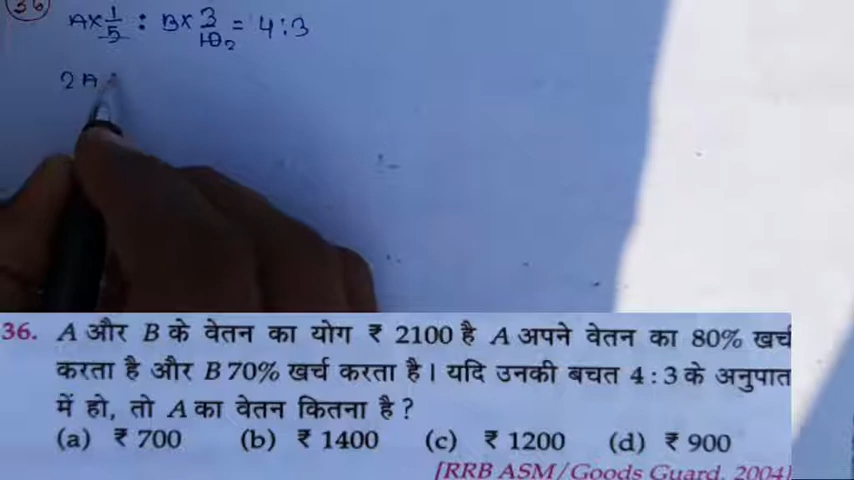 36
A×1/5 : B×3/10 2 = 4:3
2A :
36. A और B के वेतन का योग ₹ 2100 है A अपने वेतन का 80% खर्च
करता है और B 70% खर्च करता है। यदि उनकी बचत 4 : 3 के अनुपात
में हो, तो A का वेतन कितना है ?
(a) ₹ 700 (b) ₹ 1400 (c) ₹ 1200 (d) ₹ 900
[RRB ASM/Goods Guard, 2004]